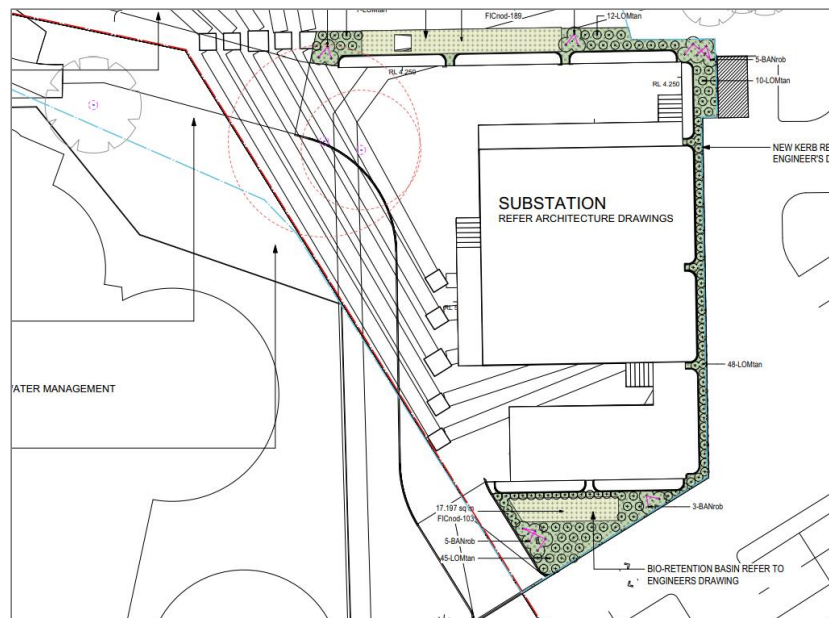 FICnod-189
12-LOMtan
5-BANrob
RL 4.250
RL 4.250
10-LOMtan
NEW KERB RE
ENGINEER'S D
SUBSTATION
REFER ARCHITECTURE DRAWINGS
48-LOMtan
/ATER MANAGEMENT
17.197 sq m
FICnod-103
3-BANrob
5-BANrob
45-LOMtan
BIO-RETENTION BASIN REFER TO
ENGINEERS DRAWING